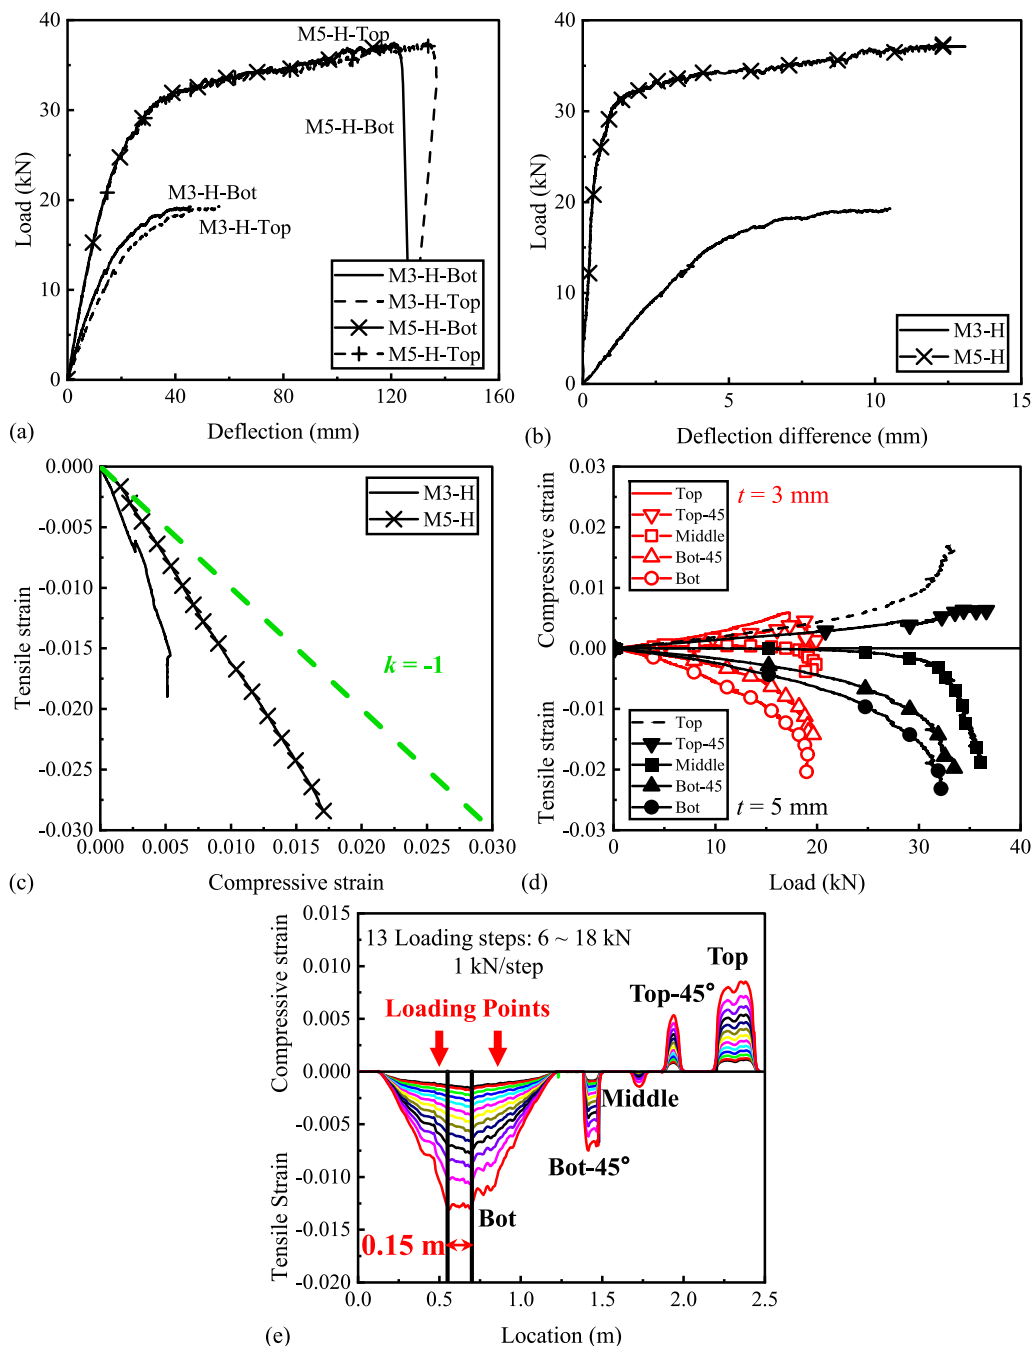 40
30
20
10
0
Load (kN)
M5-H-Top
M5-H-Bot
M3-H-Bot
M3-H-Top
M3-H-Bot
M3-H-Top
M5-H-Bot
M5-H-Top
0 40 80 120 160
(a) Deflection (mm)
40
30
20
10
0
Load (kN)
M3-H
M5-H
0 5 10 15
(b) Deflection difference (mm)
0.000
-0.005
-0.010
-0.015
-0.020
-0.025
-0.030
Tensile strain
M3-H
M5-H
k = -1
0.000 0.005 0.010 0.015 0.020 0.025 0.030
(c) Compressive strain
0.03
0.02
0.01
0.00
-0.01
-0.02
-0.03
Tensile strain Compressive strain
Top
Top-45
Middle
Bot-45
Bot
t = 3 mm
Top
Top-45
Middle
Bot-45
Bot
t = 5 mm
0 10 20 30 40
(d) Load (kN)
0.015
0.010
0.005
0.000
-0.005
-0.010
-0.015
-0.020
Tensile Strain Compressive strain
13 Loading steps: 6 ~ 18 kN
1 kN/step
Loading Points
Top
Top-45°
Middle
Bot-45°
Bot
0.15 m
0.0 0.5 1.0 1.5 2.0 2.5
(e) Location (m)